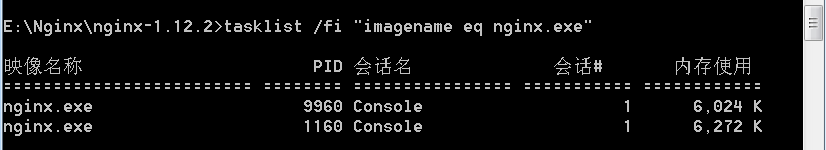 E:\Nginx\nginx-1.12.2>tasklist /fi "imagename eq nginx.exe"
映像名称                       PID 会话名              会话#       内存使用
========================= ======== ================ =========== ============
nginx.exe                     9960 Console                    1      6,024 K
nginx.exe                     1160 Console                    1      6,272 K